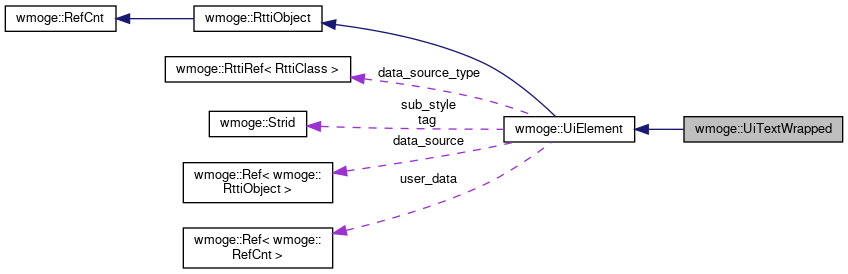 wmoge::RefCnt
wmoge::RttiObject
wmoge::RttiRef< RttiClass >
data_source_type
wmoge::Strid
sub_style
tag
wmoge::UiElement
wmoge::UiTextWrapped
data_source
wmoge::Ref< wmoge::
RttiObject >
user_data
wmoge::Ref< wmoge::
RefCnt >